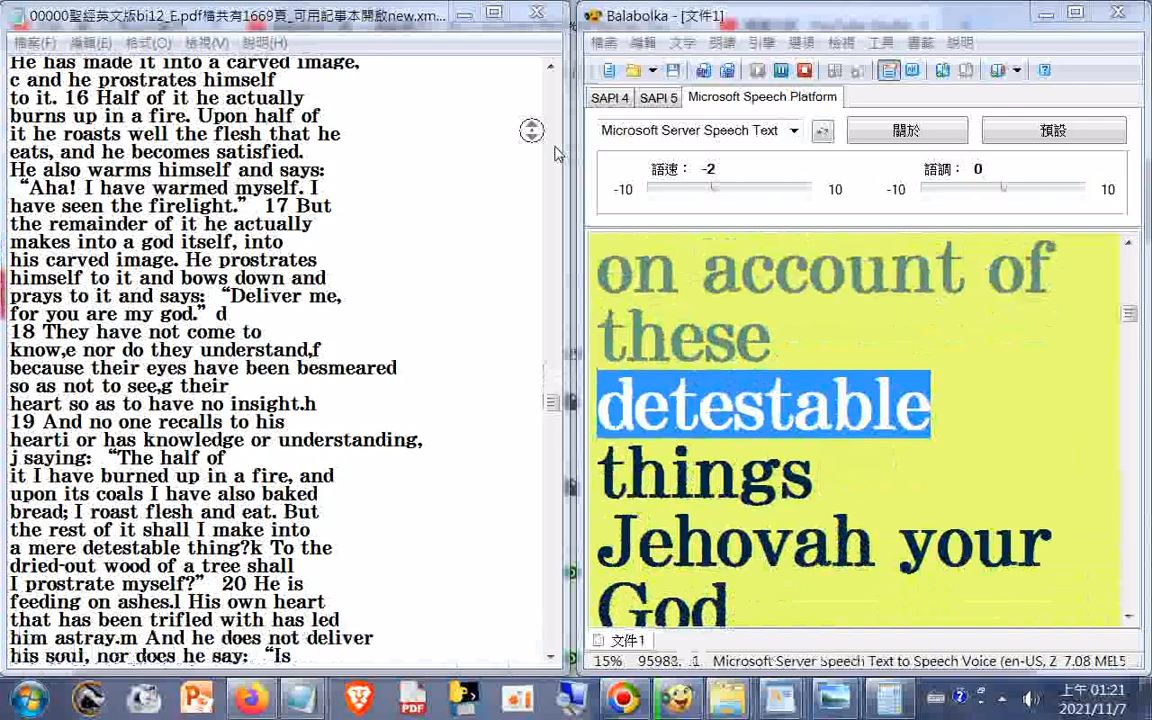 00000聖經英文版bi12_E.pdf檔共有1669頁_可用記事本開啟new.xm...
檔案(F) 編輯(E) 格式(O) 檢視(V) 說明(H)
He has made it into a carved image,
c and he prostrates himself
to it. 16 Half of it he actually
burns up in a fire. Upon half of
it he roasts well the flesh that he
eats, and he becomes satisfied.
He also warms himself and says:
“Aha! I have warmed myself. I
have seen the firelight.” 17 But
the remainder of it he actually
makes into a god itself, into
his carved image. He prostrates
himself to it and bows down and
prays to it and says: “Deliver me,
for you are my god.” d
18 They have not come to
know,e nor do they understand,f
because their eyes have been besmeared
so as not to see,g their
heart so as to have no insight.h
19 And no one recalls to his
hearti or has knowledge or understanding,
j saying: “The half of
it I have burned up in a fire, and
upon its coals I have also baked
bread; I roast flesh and eat. But
the rest of it shall I make into
a mere detestable thing?k To the
dried-out wood of a tree shall
I prostrate myself?” 20 He is
feeding on ashes.l His own heart
that has been trifled with has led
him astray.m And he does not deliver
his soul, nor does he say: “Is
Balabolka - [文件1]
檔案 編輯 文字 朗讀 引擎 選項 檢視 工具 書籤 說明
SAPI 4 SAPI 5 Microsoft Speech Platform
Microsoft Server Speech Text 關於 預設
語速: -2 語調: 0
-10 10 -10 10
on account of
these
detestable
things
Jehovah your
God
文件1
15% Microsoft Server Speech Text to Speech Voice (en-US, Z
PDF
上午 01:21
2021/11/7